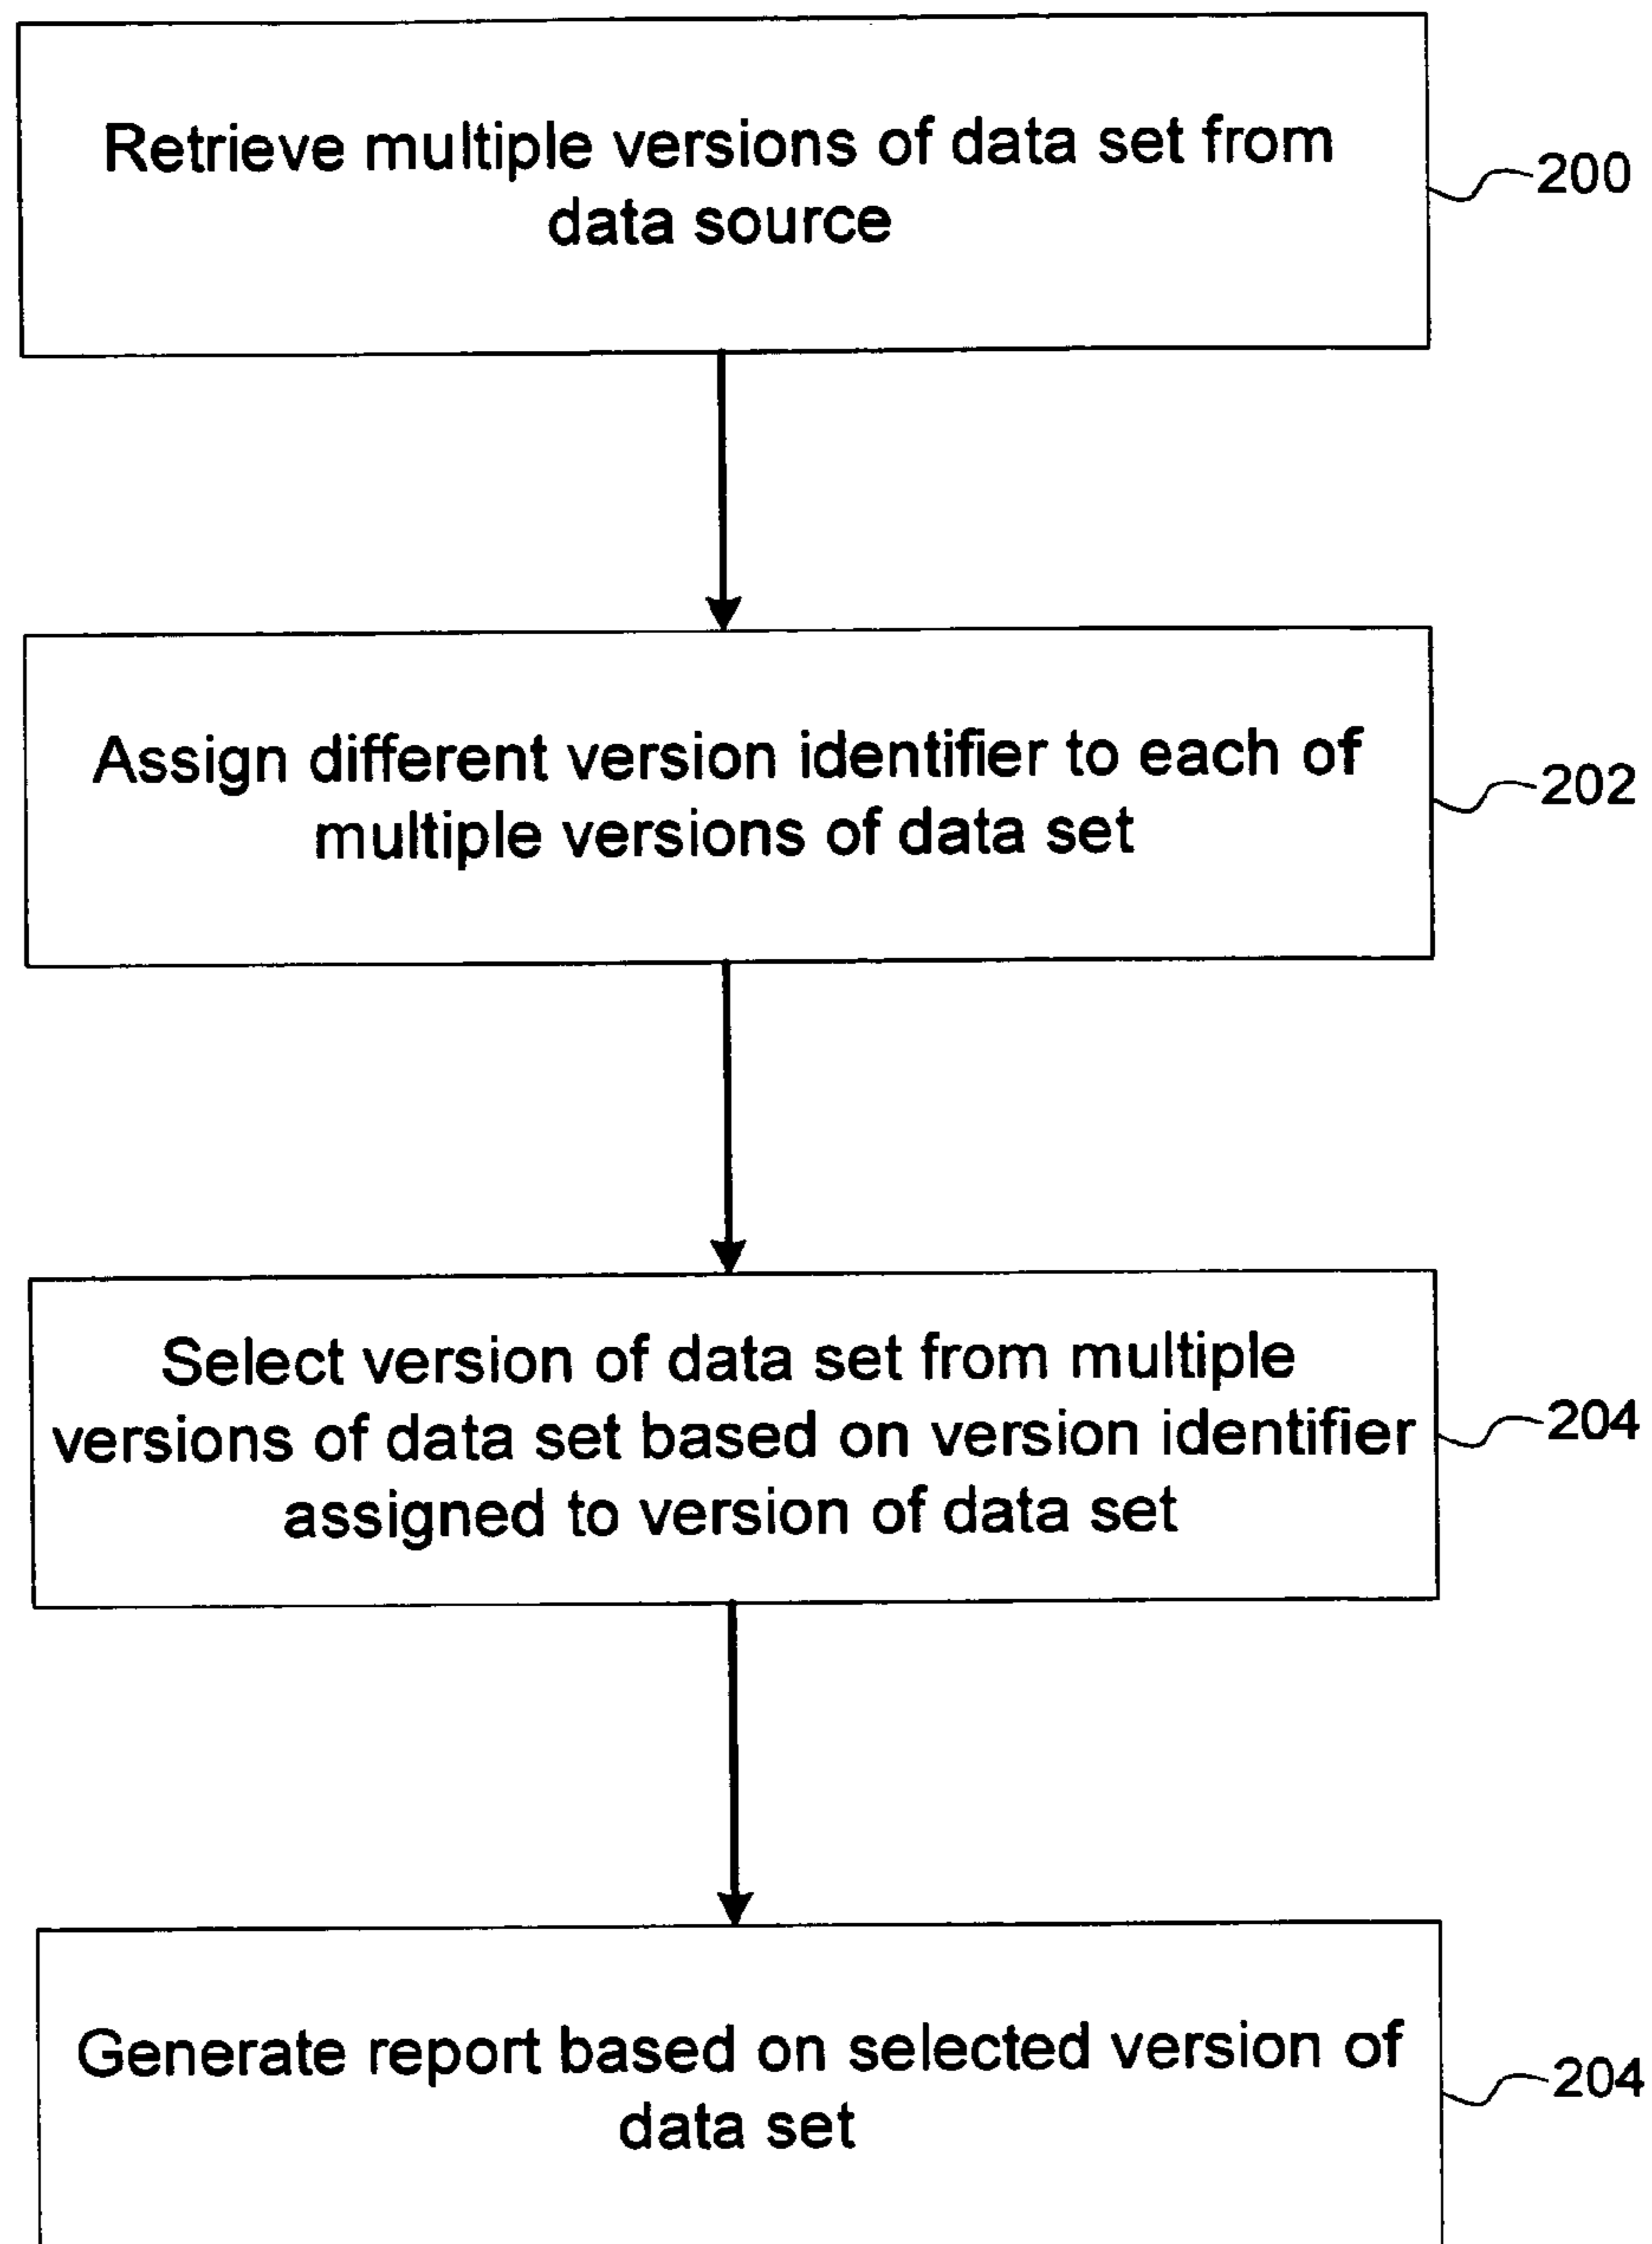 Retrieve multiple versions of data set from
data source
200
Assign different version identifier to each of
multiple versions of data set
202
Select version of data set from multiple
versions of data set based on version identifier
assigned to version of data set
204
Generate report based on selected version of
data set
204